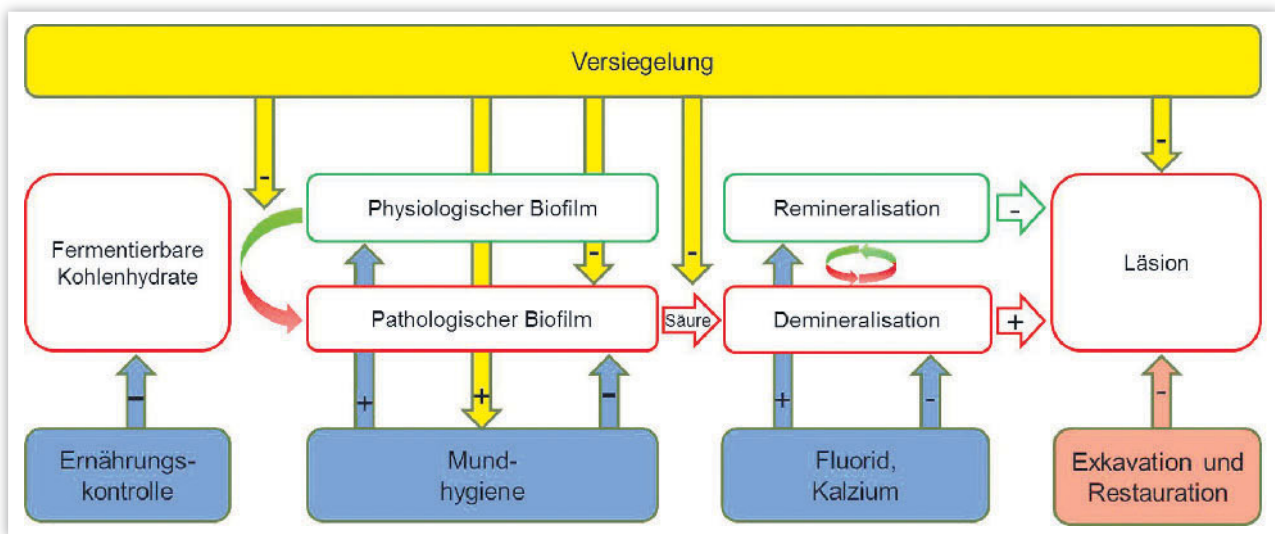 Versiegelung
-
-
-
-
Fermentierbare
Kohlenhydrate
Physiologischer Biofilm
Pathologischer Biofilm
Säure
Remineralisation
-
Demineralisation
+
Läsion
-
+
+
-
+
-
-
Ernährungs-
kontrolle
Mund-
hygiene
Fluorid,
Kalzium
Exkavation und
Restauration